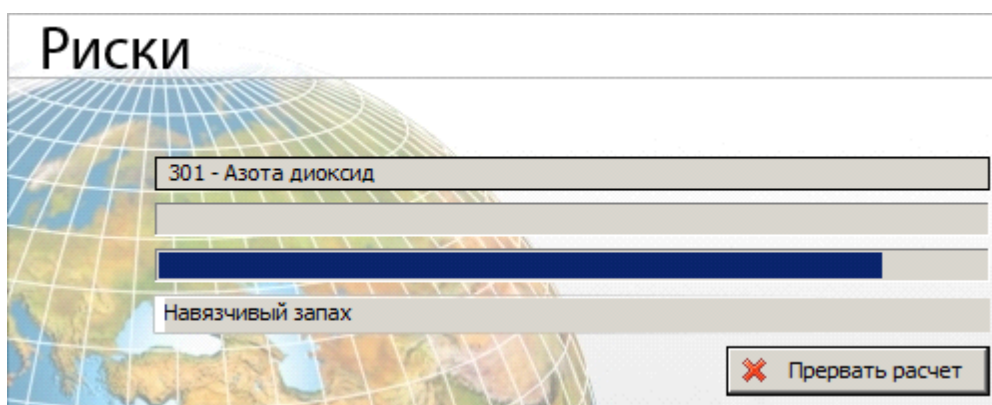 Риски
301 - Азота диоксид
Навязчивый запах
Прервать расчет